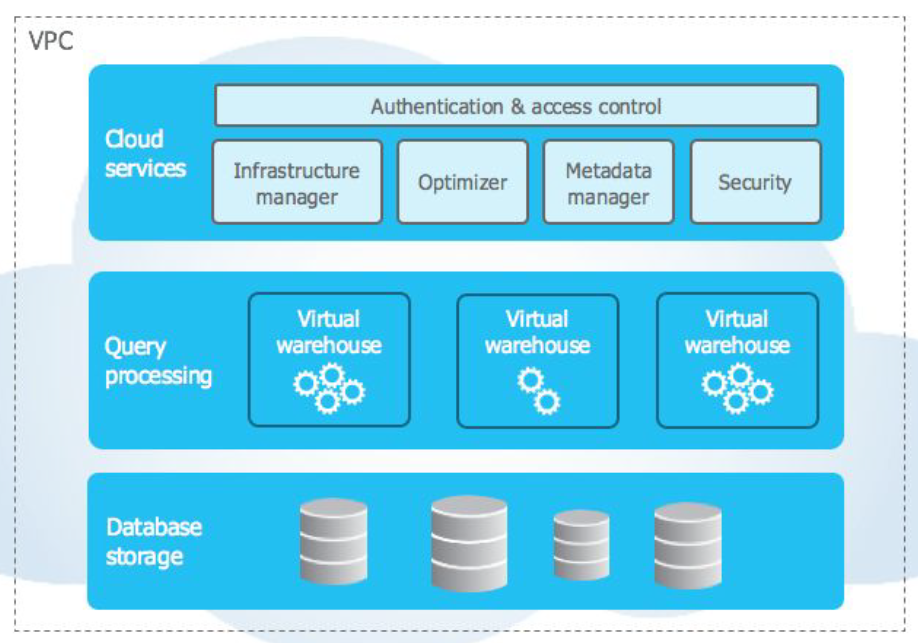 VPC
Authentication & access control
Cloud
services
Infrastructure
manager
Optimizer
Metadata
manager
Security
Query
processing
Virtual
warehouse
Virtual
warehouse
Virtual
warehouse
Database
storage